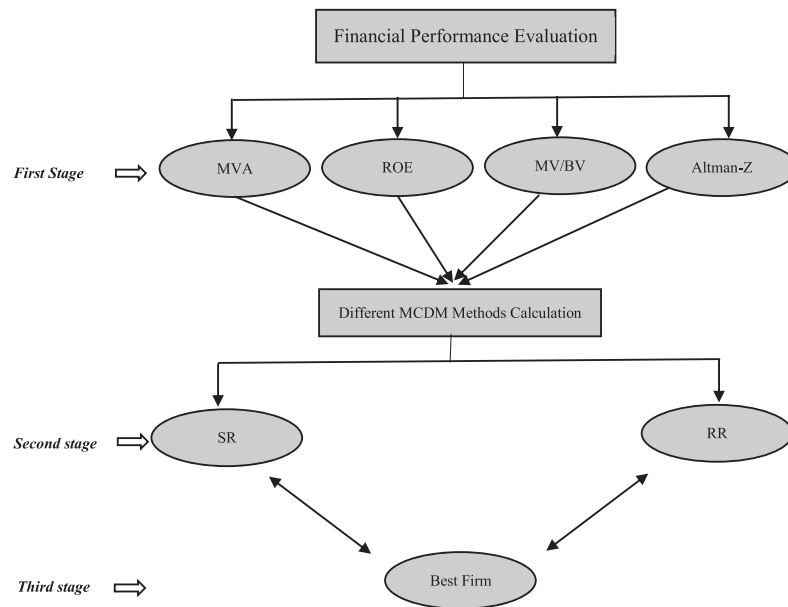 Financial Performance Evaluation
First Stage
MVA
ROE
MV/BV
Altman-Z
Different MCDM Methods Calculation
Second stage
SR
RR
Third stage
Best Firm